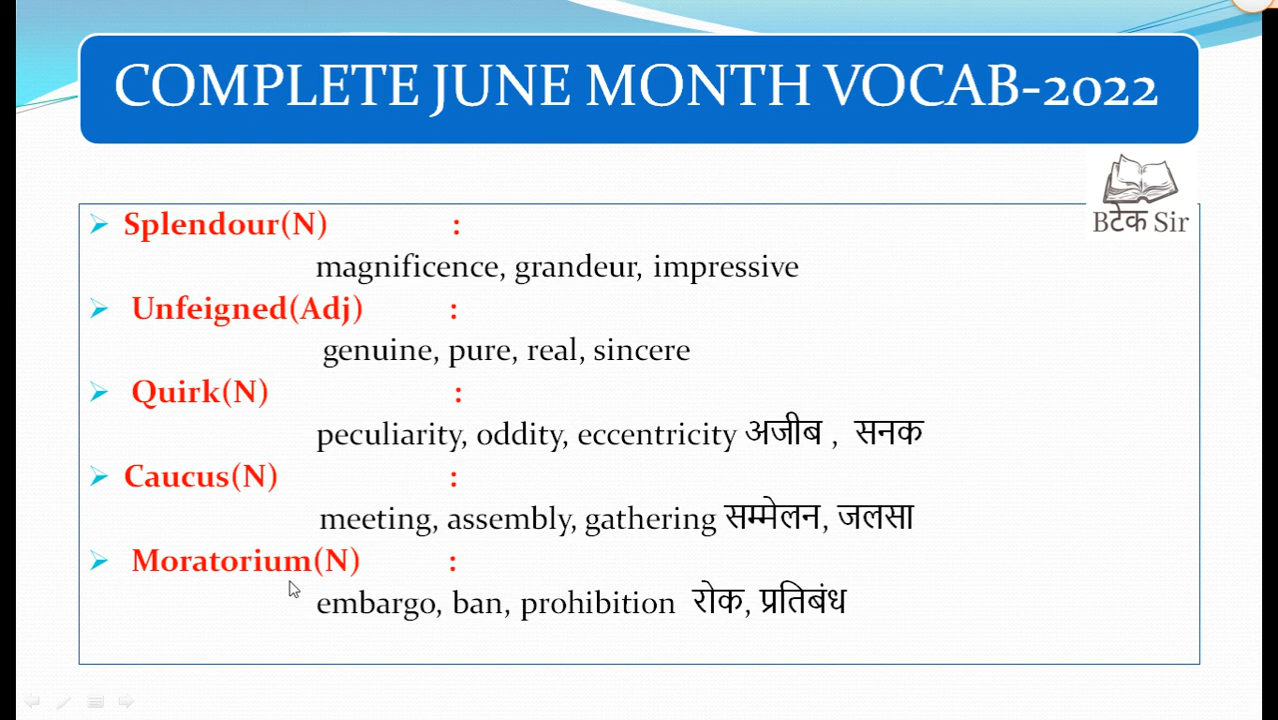 COMPLETE JUNE MONTH VOCAB-2022
Bटेक Sir
Splendour(N) :
magnificence, grandeur, impressive
Unfeigned(Adj) :
genuine, pure, real, sincere
Quirk(N) :
peculiarity, oddity, eccentricity अजीब , सनक
Caucus(N) :
meeting, assembly, gathering सम्मेलन, जलसा
Moratorium(N) :
embargo, ban, prohibition रोक, प्रतिबंध